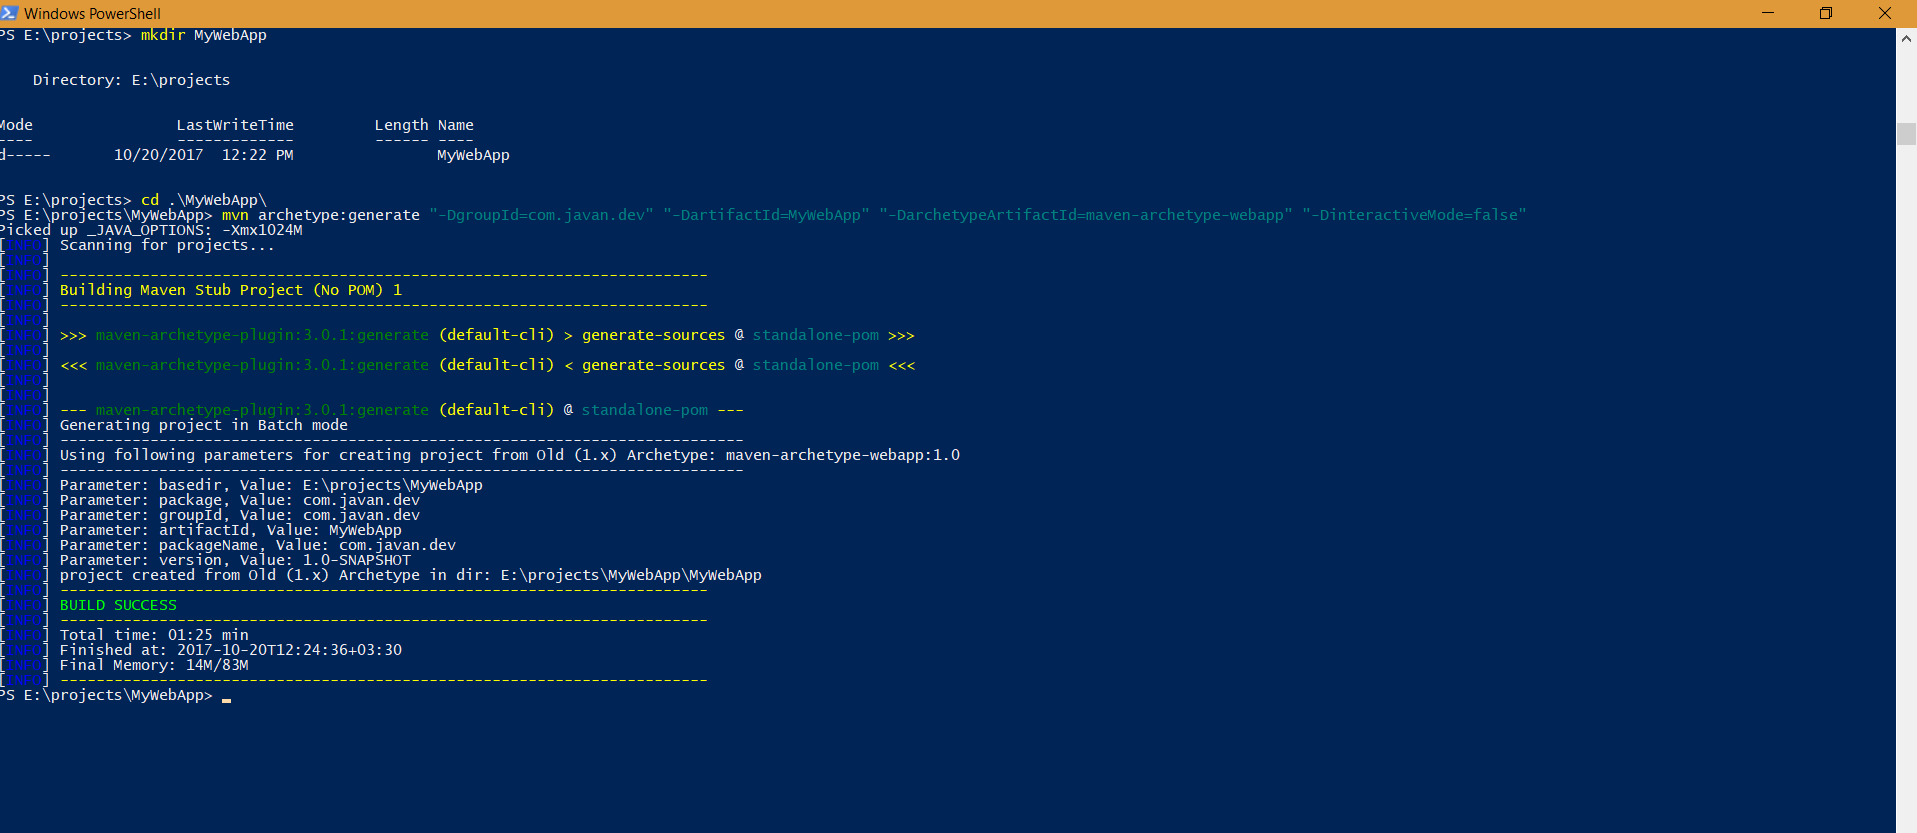 Windows PowerShell
PS E:\projects> mkdir MyWebApp
Directory: E:\projects
Mode LastWriteTime Length Name
---- ------------- ------ ----
d----- 10/20/2017 12:22 PM MyWebApp
PS E:\projects> cd .\MyWebApp\
PS E:\projects\MyWebApp> mvn archetype:generate "-DgroupId=com.javan.dev" "-DartifactId=MyWebApp" "-DarchetypeArtifactId=maven-archetype-webapp" "-DinteractiveMode=false"
Picked up _JAVA_OPTIONS: -Xmx1024M
[INFO] Scanning for projects...
[INFO]
[INFO] ------------------------------------------------------------------------
[INFO] Building Maven Stub Project (No POM) 1
[INFO] ------------------------------------------------------------------------
[INFO]
[INFO] >>> maven-archetype-plugin:3.0.1:generate (default-cli) > generate-sources @ standalone-pom >>>
[INFO]
[INFO] <<< maven-archetype-plugin:3.0.1:generate (default-cli) < generate-sources @ standalone-pom <<<
[INFO]
[INFO]
[INFO] --- maven-archetype-plugin:3.0.1:generate (default-cli) @ standalone-pom ---
[INFO] Generating project in Batch mode
[INFO] ----------------------------------------------------------------------------
[INFO] Using following parameters for creating project from Old (1.x) Archetype: maven-archetype-webapp:1.0
[INFO] ----------------------------------------------------------------------------
[INFO] Parameter: basedir, Value: E:\projects\MyWebApp
[INFO] Parameter: package, Value: com.javan.dev
[INFO] Parameter: groupId, Value: com.javan.dev
[INFO] Parameter: artifactId, Value: MyWebApp
[INFO] Parameter: packageName, Value: com.javan.dev
[INFO] Parameter: version, Value: 1.0-SNAPSHOT
[INFO] project created from Old (1.x) Archetype in dir: E:\projects\MyWebApp\MyWebApp
[INFO] ------------------------------------------------------------------------
[INFO] BUILD SUCCESS
[INFO] ------------------------------------------------------------------------
[INFO] Total time: 01:25 min
[INFO] Finished at: 2017-10-20T12:24:36+03:30
[INFO] Final Memory: 14M/83M
[INFO] ------------------------------------------------------------------------
PS E:\projects\MyWebApp>